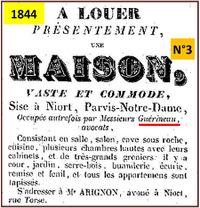 1844
A LOUER
PRÉSENTEMENT,
UNE
MAISON,
N°3
VASTE ET COMMODE,
Sise à Niort, Parvis-Notre-Dame,
Occupée autrefois par Messieurs Guérineau,
avocats,
Consistant en salle, salon, cave sous roche,
cuisine, plusieurs chambres hautes avec leurs
cabinets, et de très-grands greniers: il y a
cour, jardin, serre-bois, buanderie, écurie,
remise et fenil, et tous les appartemens sont
tapissés.
S'adresser à Me ARIGNON, avoué à Niort,
rue Torse.